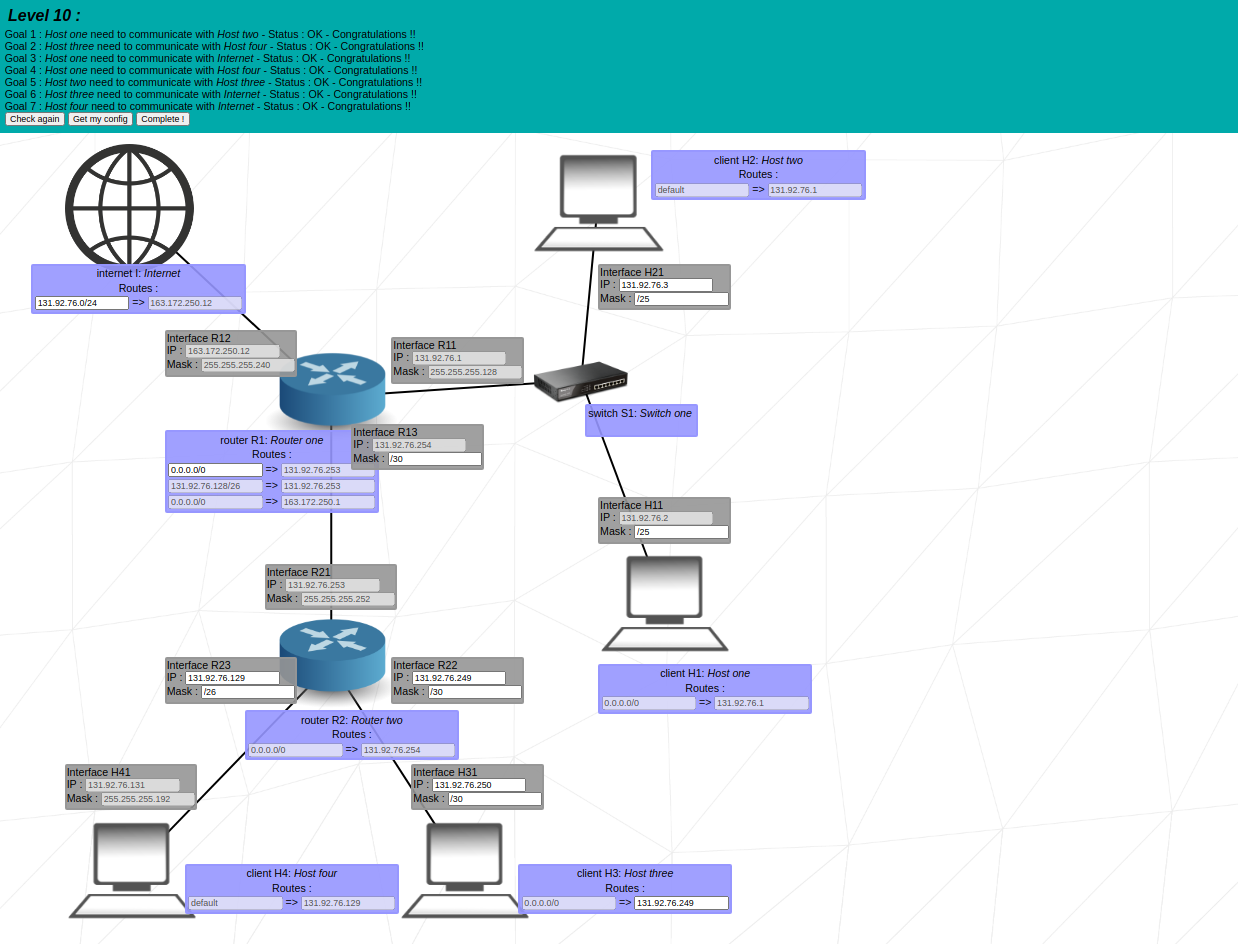 Level 10 :
Goal 1 : Host one need to communicate with Host two - Status : OK - Congratulations !!
Goal 2 : Host three need to communicate with Host four - Status : OK - Congratulations !!
Goal 3 : Host one need to communicate with Internet - Status : OK - Congratulations !!
Goal 4 : Host one need to communicate with Host four - Status : OK - Congratulations !!
Goal 5 : Host two need to communicate with Host three - Status : OK - Congratulations !!
Goal 6 : Host three need to communicate with Internet - Status : OK - Congratulations !!
Goal 7 : Host four need to communicate with Internet - Status : OK - Congratulations !!
Check again Get my config Complete !
client H2: Host two
Routes :
default => 131.92.76.1
internet I: Internet
Routes :
131.92.76.0/24 => 163.172.250.12
Interface H21
IP : 131.92.76.3
Mask : /25
Interface R12
IP : 163.172.250.12
Mask : 255.255.255.240
Interface R11
IP : 131.92.76.1
Mask : 255.255.255.128
switch S1: Switch one
Interface R13
IP : 131.92.76.254
Mask : /30
router R1: Router one
Routes :
0.0.0.0/0 => 131.92.76.253
131.92.76.128/26 => 131.92.76.253
0.0.0.0/0 => 163.172.250.1
Interface H11
IP : 131.92.76.2
Mask : /25
Interface R21
IP : 131.92.76.253
Mask : 255.255.255.252
Interface R23
IP : 131.92.76.129
Mask : /26
Interface R22
IP : 131.92.76.249
Mask : /30
client H1: Host one
Routes :
0.0.0.0/0 => 131.92.76.1
router R2: Router two
Routes :
0.0.0.0/0 => 131.92.76.254
Interface H41
IP : 131.92.76.131
Mask : 255.255.255.192
Interface H31
IP : 131.92.76.250
Mask : /30
client H4: Host four
Routes :
default => 131.92.76.129
client H3: Host three
Routes :
0.0.0.0/0 => 131.92.76.249